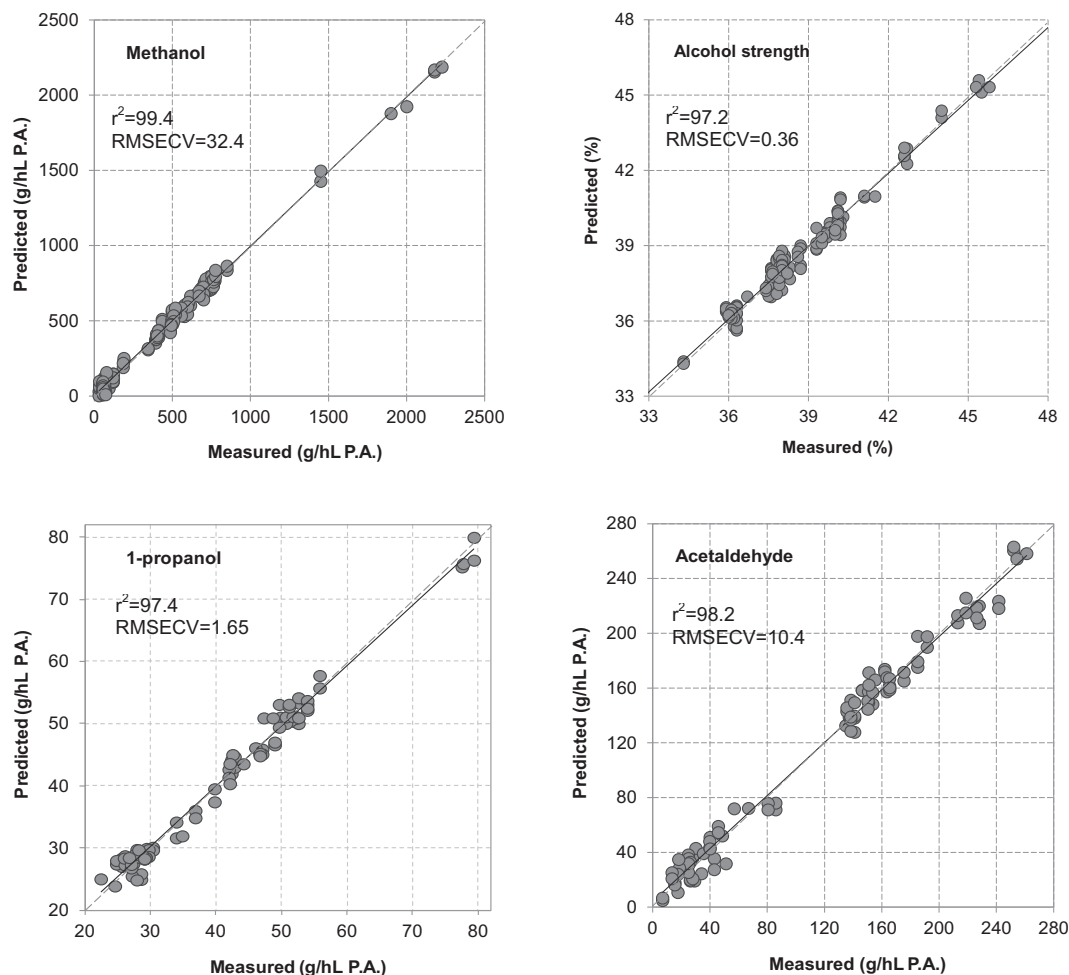 Methanol
r²=99.4
RMSECV=32.4
Predicted (g/hL P.A.)
2500
2000
1500
1000
500
0
0 500 1000 1500 2000 2500
Measured (g/hL P.A.)
Alcohol strength
r²=97.2
RMSECV=0.36
Predicted (%)
48
45
42
39
36
33
33 36 39 42 45 48
Measured (%)
1-propanol
r²=97.4
RMSECV=1.65
Predicted (g/hL P.A.)
80
70
60
50
40
30
20
20 30 40 50 60 70 80
Measured (g/hL P.A.)
Acetaldehyde
r²=98.2
RMSECV=10.4
Predicted (g/hL P.A.)
280
240
200
160
120
80
40
0
0 40 80 120 160 200 240 280
Measured (g/hL P.A.)